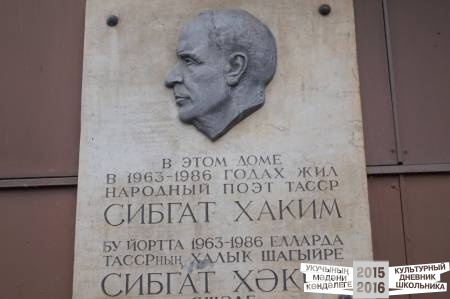 В ЭТОМ ДОМЕ
В 1963-1986 ГОДАХ ЖИЛ
НАРОДНЫЙ ПОЭТ ТАССР
СИБГАТ ХАКИМ
БУ ЙОРТТА 1963-1986 ЕЛЛАРДА
ТАССРның ХАЛЫК ШАГЫЙРЕ
СИБГАТ ХӘКИМ
УКУЧЫНЫҢ
МӘДӘНИ
КӨНДӘЛЕГЕ
2015
2016
КУЛЬТУРНЫЙ
ДНЕВНИК
ШКОЛЬНИКА